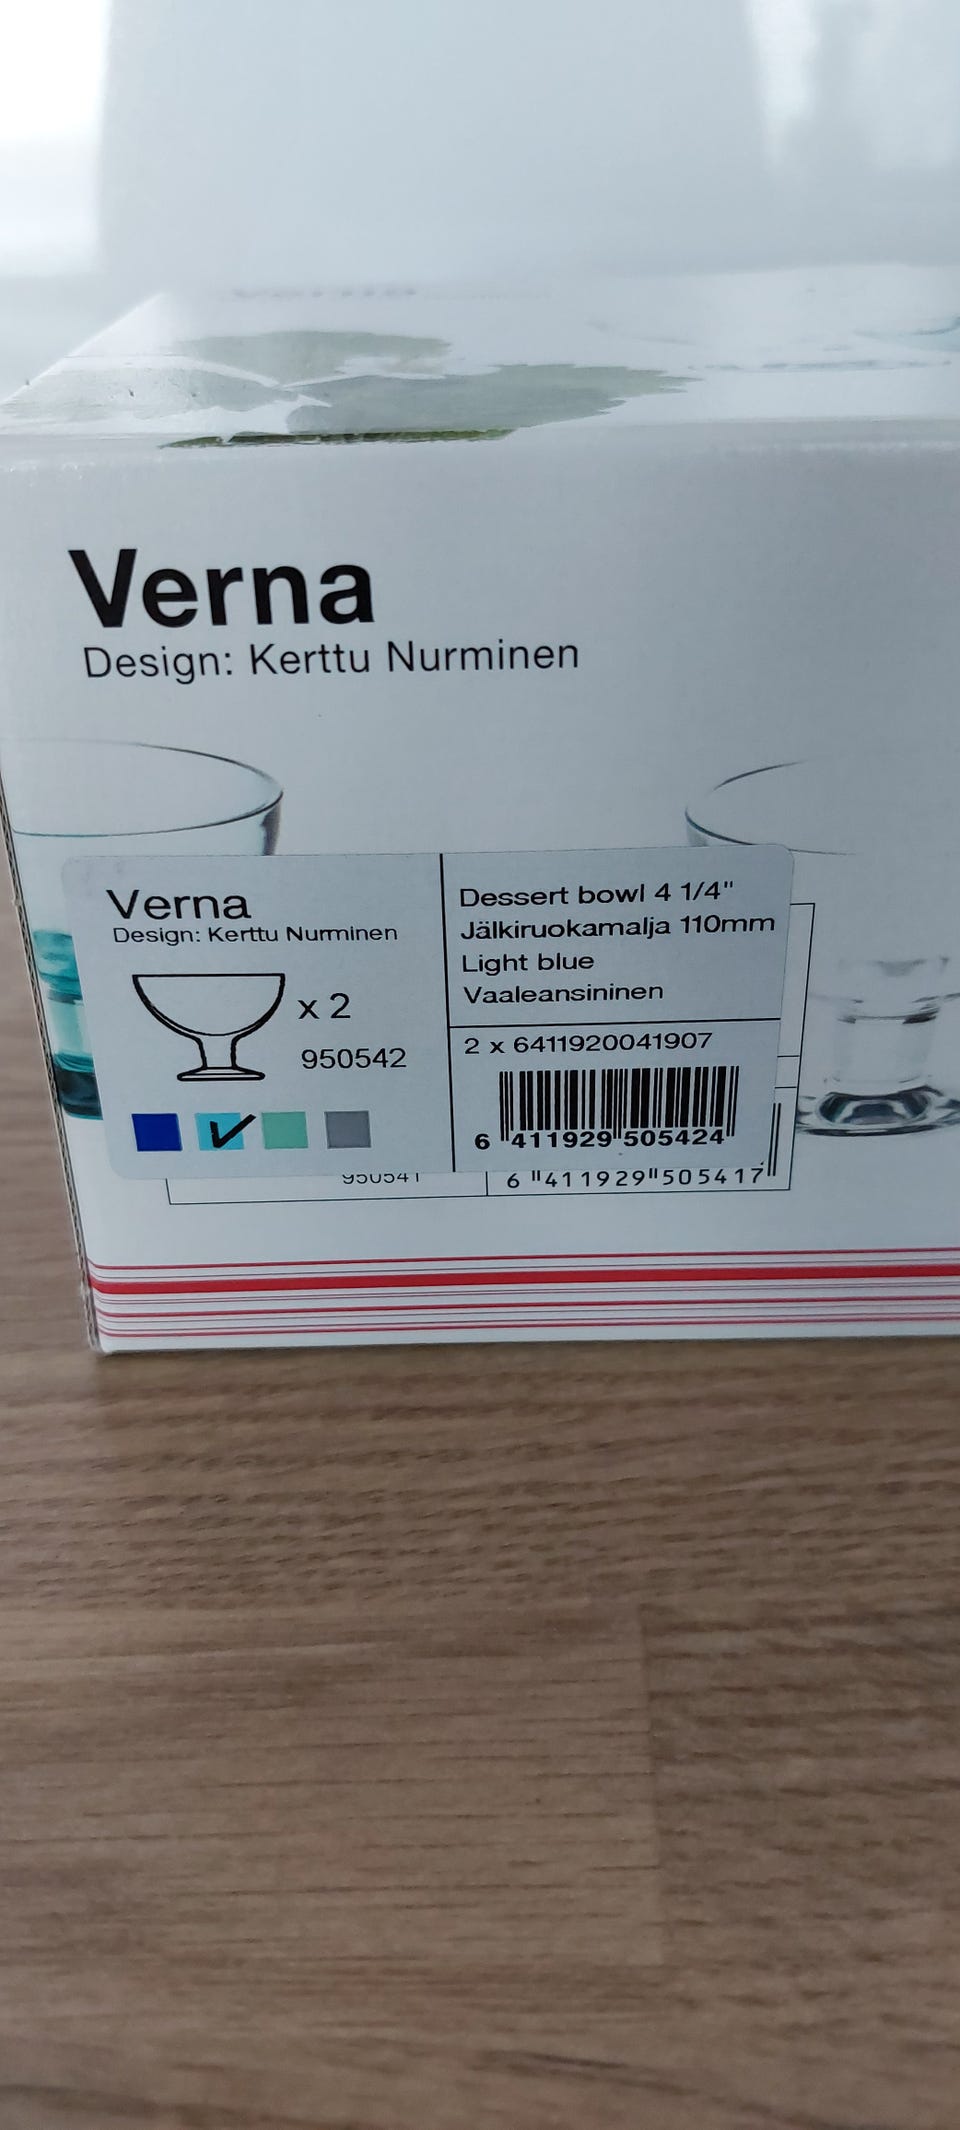 Verna
Design: Kerttu Nurminen
Verna
Design: Kerttu Nurminen
x 2
950542
Dessert bowl 4 1/4"
Jälkiruokamalja 110mm
Light blue
Vaaleansininen
2 x 6411920041907
6 411929 505424
950541
6 411929 505417